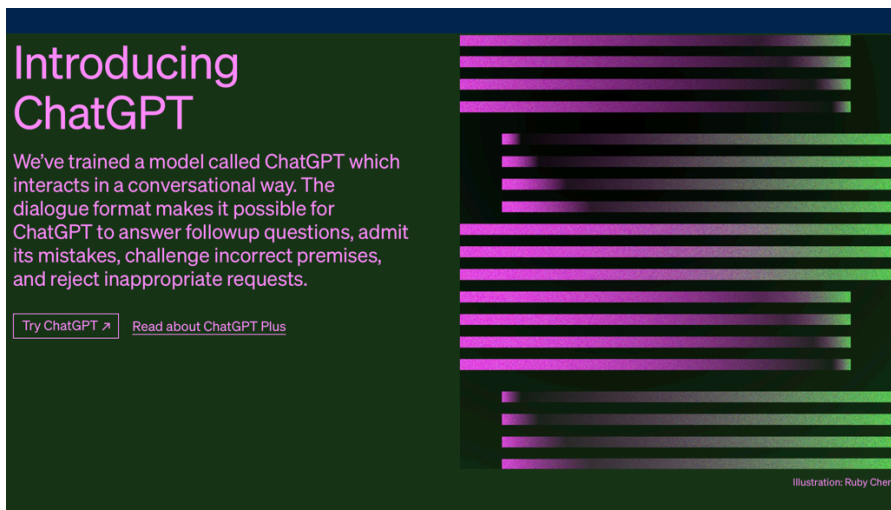 Introducing
ChatGPT
We've trained a model called ChatGPT which
interacts in a conversational way. The
dialogue format makes it possible for
ChatGPT to answer followup questions, admit
its mistakes, challenge incorrect premises,
and reject inappropriate requests.
Try ChatGPT ↗ Read about ChatGPT Plus
Illustration: Ruby Chen